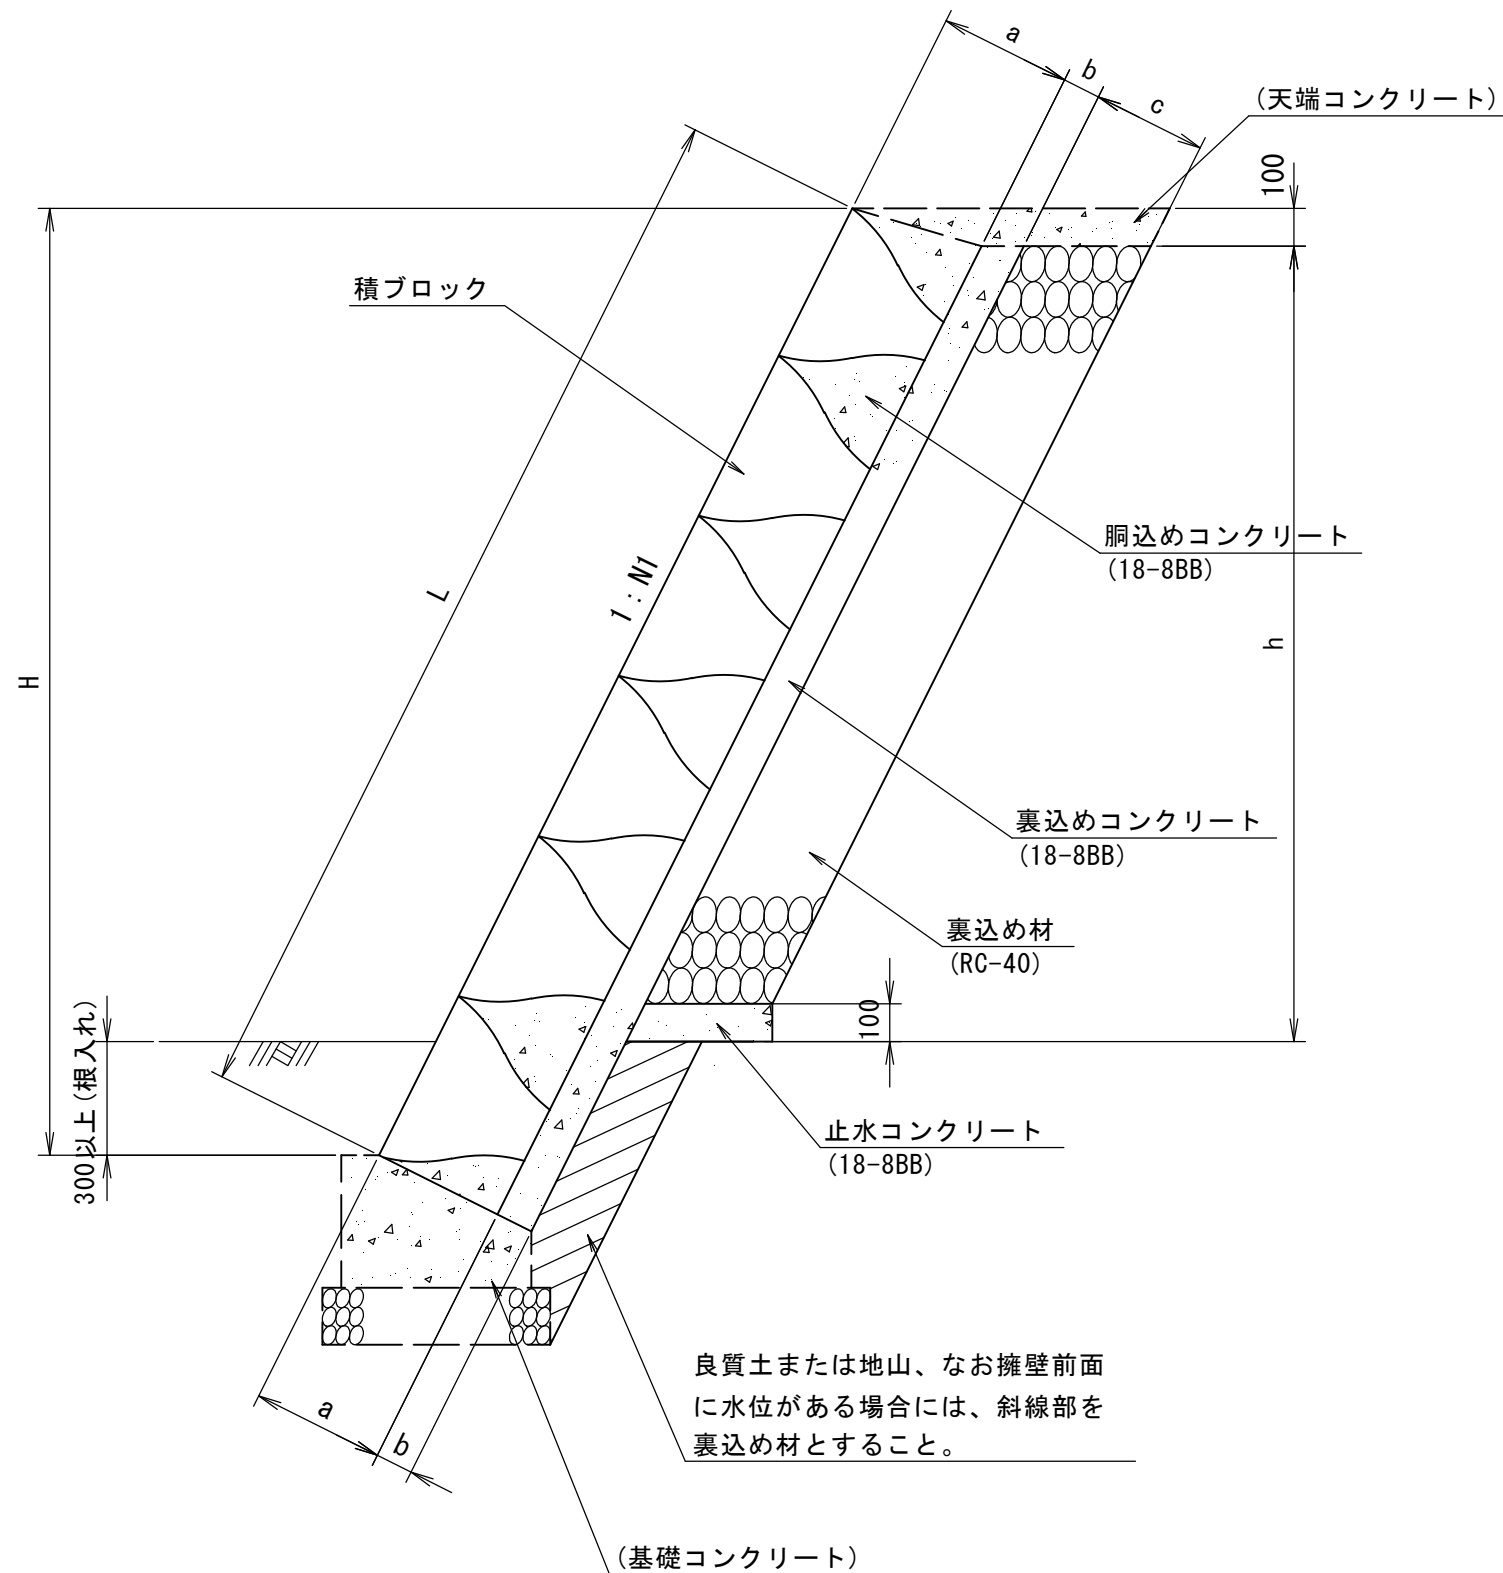 a
b
c
(天端コンクリート)
100
積ブロック
胴込めコンクリート
(18-8BB)
L
1：N1
H
h
裏込めコンクリート
(18-8BB)
裏込め材
(RC-40)
100
300以上(根入れ)
止水コンクリート
(18-8BB)
良質土または地山、なお擁壁前面
に水位がある場合には、斜線部を
裏込め材とすること。
a
b
(基礎コンクリート)